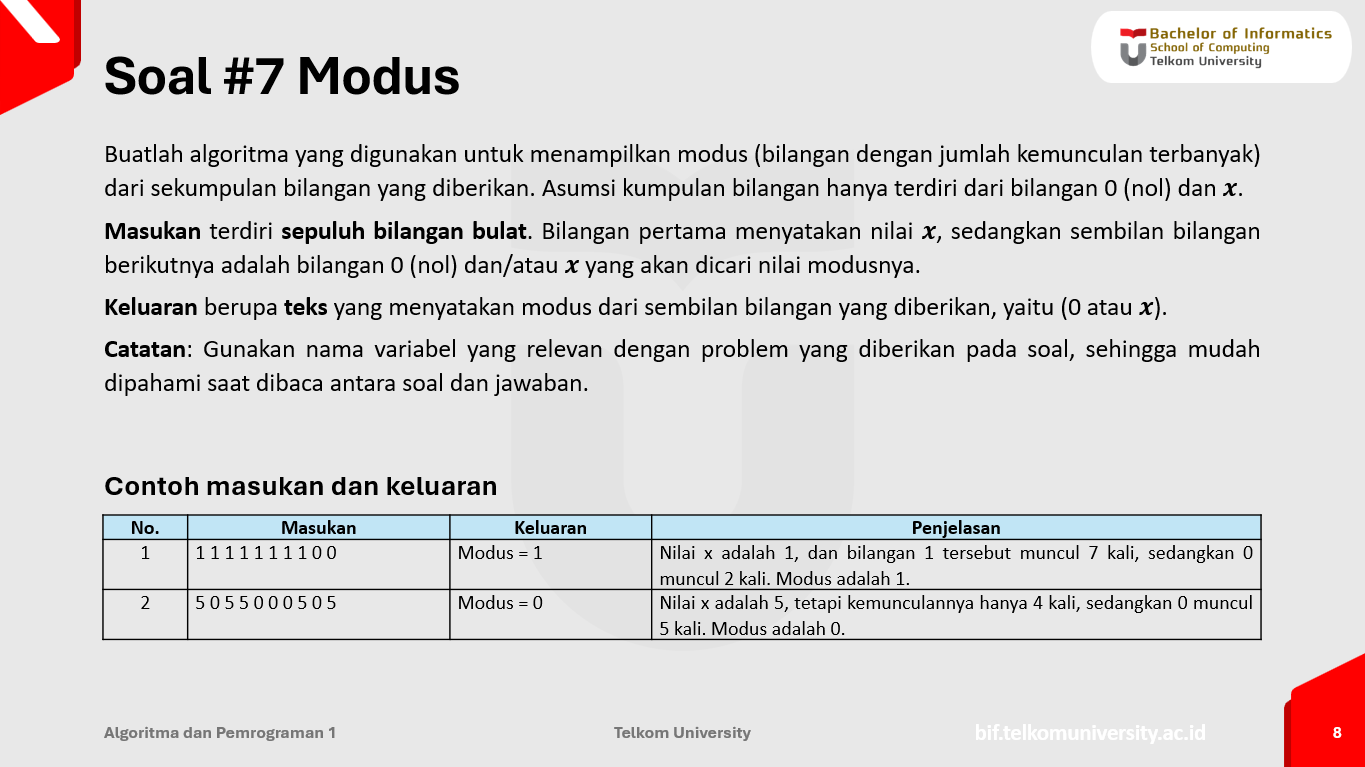 Bachelor of Informatics
School of Computing
Telkom University
Soal #7 Modus
Buatlah algoritma yang digunakan untuk menampilkan modus (bilangan dengan jumlah kemunculan terbanyak)
dari sekumpulan bilangan yang diberikan. Asumsi kumpulan bilangan hanya terdiri dari bilangan 0 (nol) dan x.
Masukan terdiri sepuluh bilangan bulat. Bilangan pertama menyatakan nilai x, sedangkan sembilan bilangan
berikutnya adalah bilangan 0 (nol) dan/atau x yang akan dicari nilai modusnya.
Keluaran berupa teks yang menyatakan modus dari sembilan bilangan yang diberikan, yaitu (0 atau x).
Catatan: Gunakan nama variabel yang relevan dengan problem yang diberikan pada soal, sehingga mudah
dipahami saat dibaca antara soal dan jawaban.
Contoh masukan dan keluaran
No. Masukan Keluaran Penjelasan
1 1 1 1 1 1 1 1 1 0 0 Modus = 1 Nilai x adalah 1, dan bilangan 1 tersebut muncul 7 kali, sedangkan 0
muncul 2 kali. Modus adalah 1.
2 5 0 5 5 0 0 0 5 0 5 Modus = 0 Nilai x adalah 5, tetapi kemunculannya hanya 4 kali, sedangkan 0 muncul
5 kali. Modus adalah 0.
Algoritma dan Pemrograman 1 Telkom University bif.telkomuniversity.ac.id 8